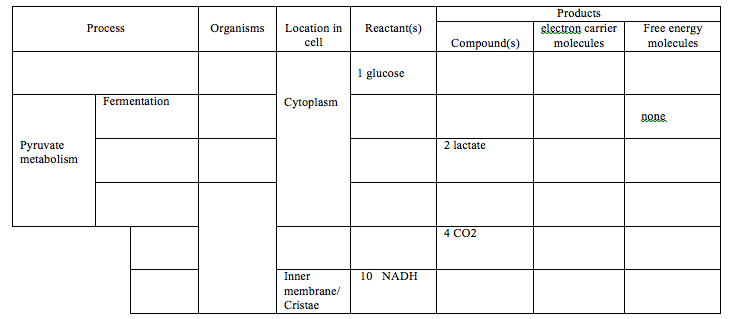 Products
Process
Organisms
Location in
cell
Reactant(s)
Compound(s)
electron carrier
molecules
Free energy
molecules
1 glucose
Cytoplasm
Pyruvate
metabolism
Fermentation
none
2 lactate
4 CO2
Inner
membrane/
Cristae
10 NADH